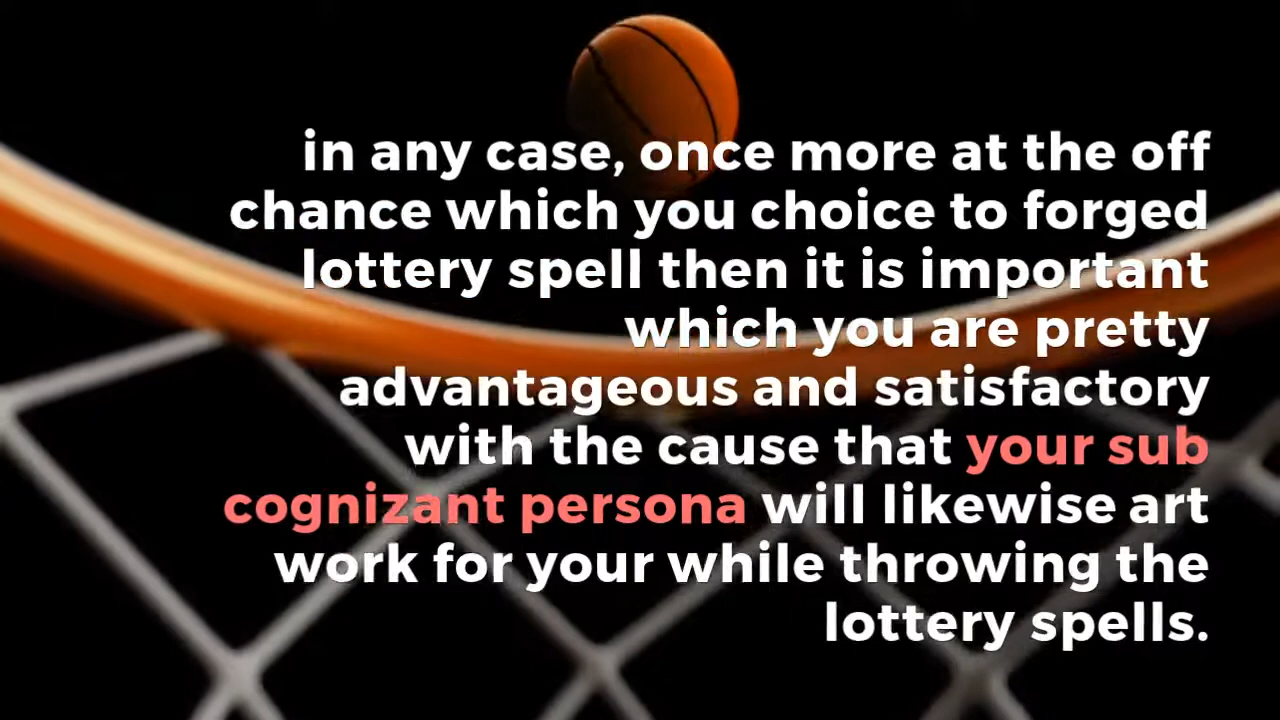 in any case, once more at the off
chance which you choice to forged
lottery spell then it is important
which you are pretty
advantageous and satisfactory
with the cause that your sub
cognizant persona will likewise art
work for your while throwing the
lottery spells.